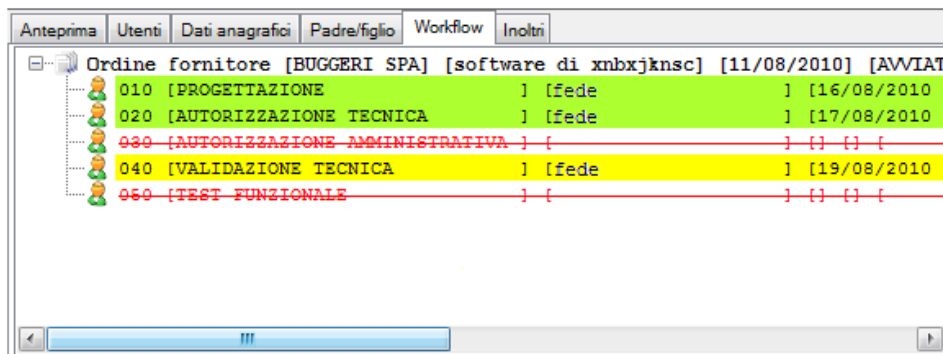 Anteprima Utenti Dati anagrafici Padre/figlio Workflow Inoltri
Ordine fornitore [BUGGERI SPA] [software di xnbxjknsc] [11/08/2010] [AVVIAT
010 [PROGETTAZIONE ] [fede ] [16/08/2010
020 [AUTORIZZAZIONE TECNICA ] [fede ] [17/08/2010
030 [AUTORIZZAZIONE AMMINISTRATIVA ] [ ] [] [] [
040 [VALIDAZIONE TECNICA ] [fede ] [19/08/2010
050 [TEST FUNZIONALE ] [ ] [] [] [